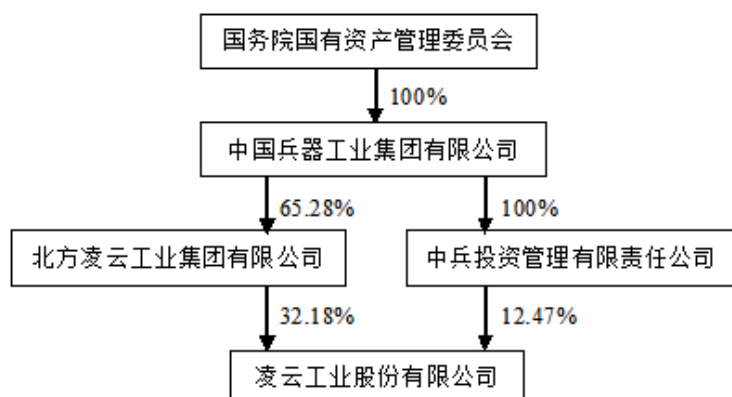 国务院国有资产管理委员会
100%
中国兵器工业集团有限公司
65.28%
100%
北方凌云工业集团有限公司
中兵投资管理有限责任公司
32.18%
12.47%
凌云工业股份有限公司